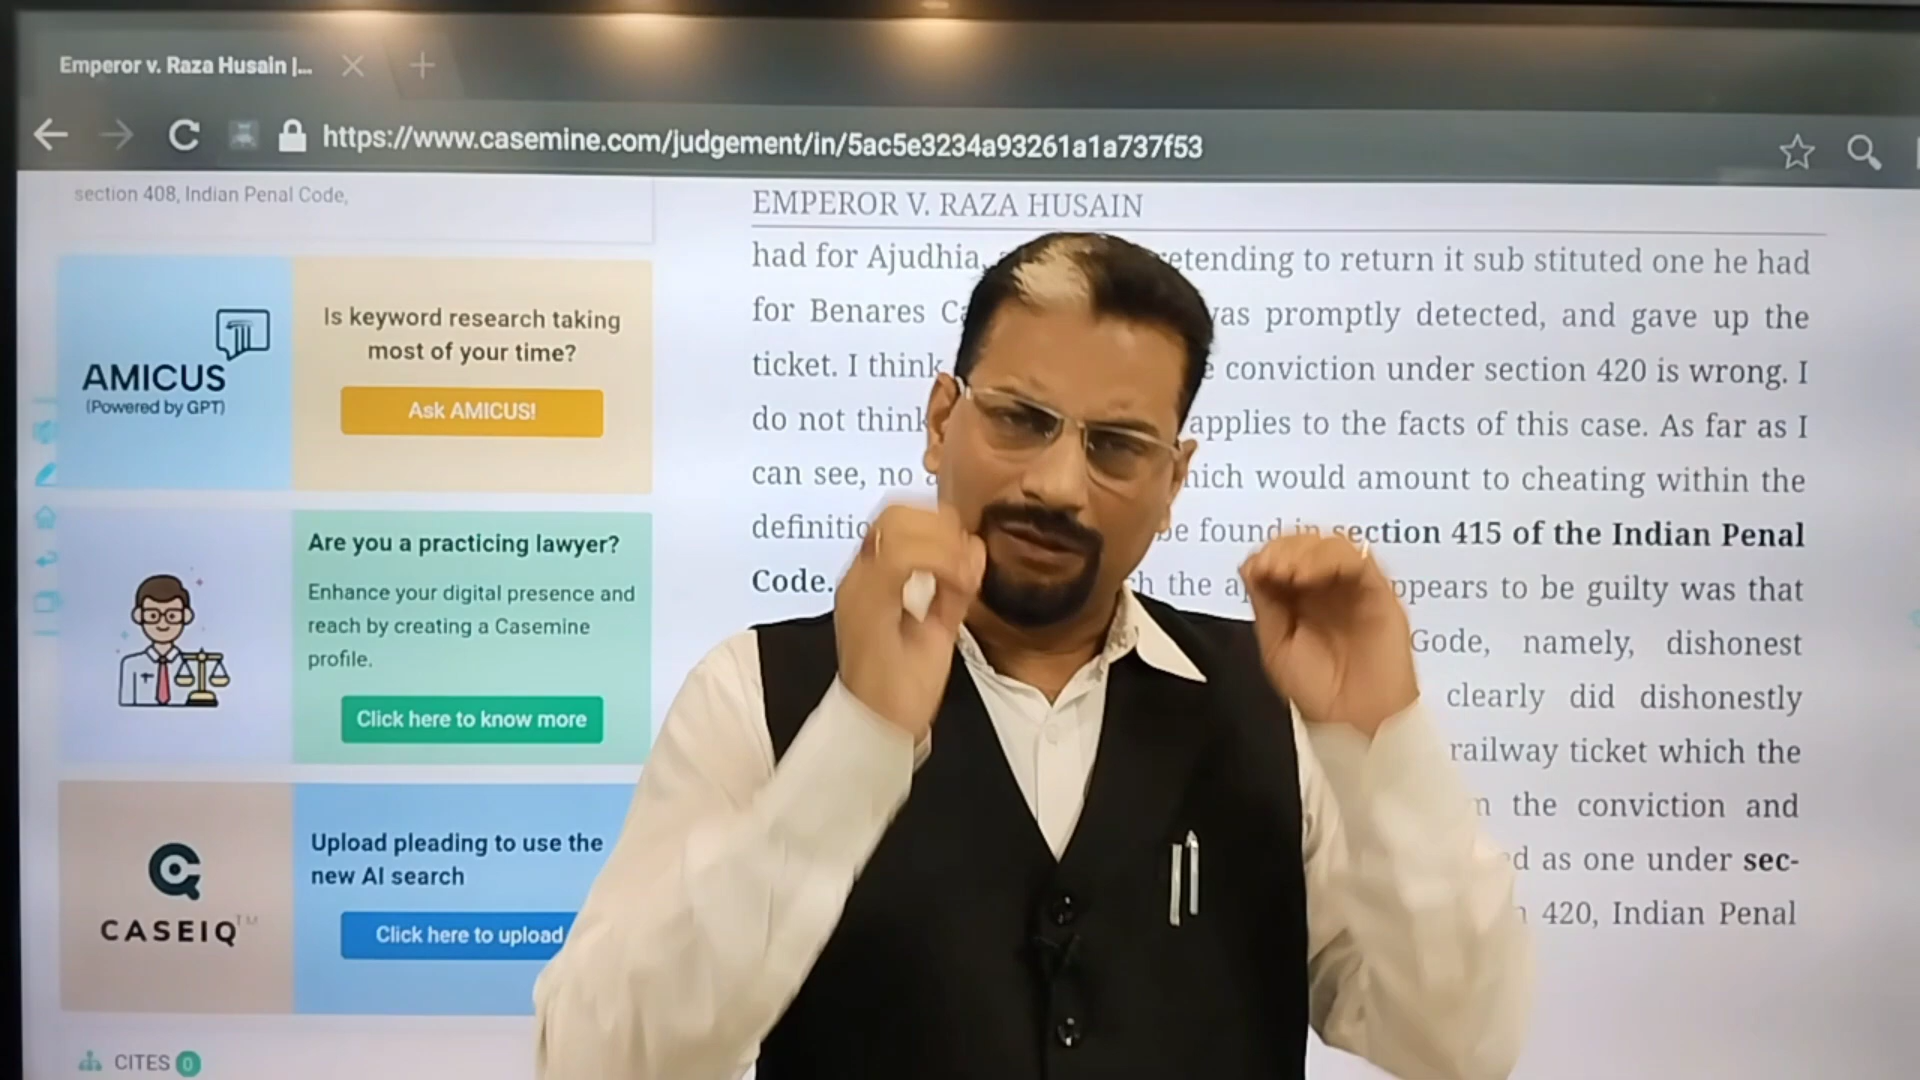 Emperor v. Raza Husain |...
https://www.casemine.com/judgement/in/5ac5e3234a93261a1a737f53
section 408, Indian Penal Code,
AMICUS
(Powered by GPT)
Is keyword research taking
most of your time?
Ask AMICUS!
Are you a practicing lawyer?
Enhance your digital presence and
reach by creating a Casemine
profile.
Click here to know more
CASEIQ™
Upload pleading to use the
new AI search
Click here to upload
CITES 0
EMPEROR V. RAZA HUSAIN
had for Ajudhia, to return it sub stituted one he had
for Benares promptly detected, and gave up the
ticket. I think conviction under section 420 is wrong. I
do not think applies to the facts of this case. As far as I
can see, no would amount to cheating within the
found in section 415 of the Indian Penal
Code. the to be guilty was that
Gode, namely, dishonest
clearly did dishonestly
railway ticket which the
the conviction and
as one under sec-
420, Indian Penal